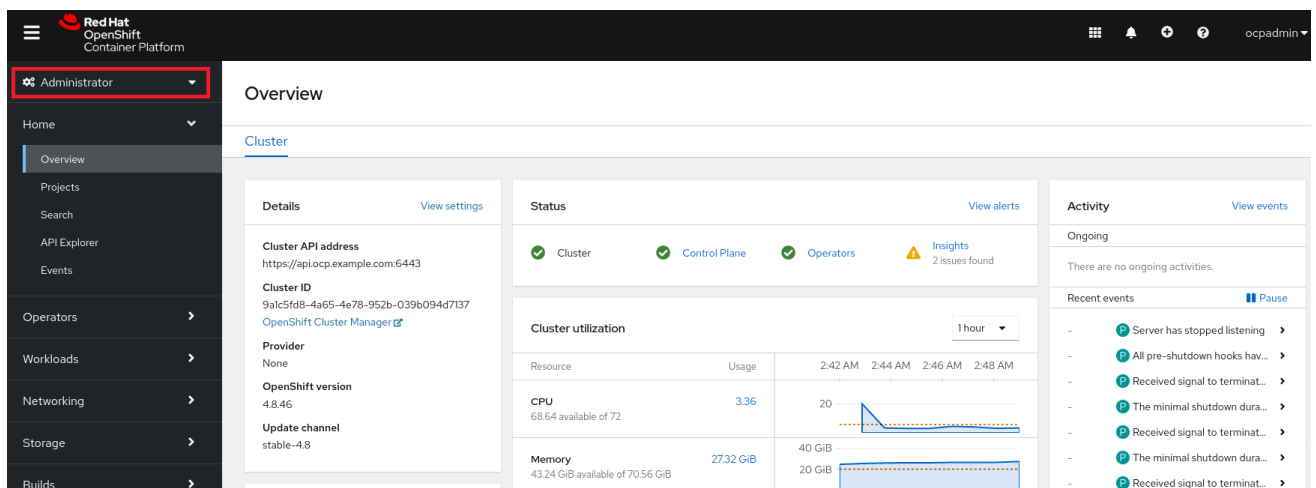 Red Hat
OpenShift
Container Platform
ocpadmin
Administrator
Home
Overview
Projects
Search
API Explorer
Events
Operators
Workloads
Networking
Storage
Builds
Overview
Cluster
Details View settings
Cluster API address
https://api.ocp.example.com:6443
Cluster ID
9a1c5fd8-4a65-4e78-952b-039b094d7137
OpenShift Cluster Manager
Provider
None
OpenShift version
4.8.46
Update channel
stable-4.8
Status View alerts
Cluster Control Plane Operators Insights
2 issues found
Cluster utilization 1 hour
Resource Usage 2:42 AM 2:44 AM 2:46 AM 2:48 AM
CPU 3.36 20
68.64 available of 72
Memory 27.32 GiB 40 GiB
43.24 GiB available of 70.56 GiB 20 GiB
Activity View events
Ongoing
There are no ongoing activities.
Recent events Pause
- P Server has stopped listening
- P All pre-shutdown hooks hav...
- P Received signal to terminat...
- P The minimal shutdown dura...
- P Received signal to terminat...
- P The minimal shutdown dura...
- P Received signal to terminat...